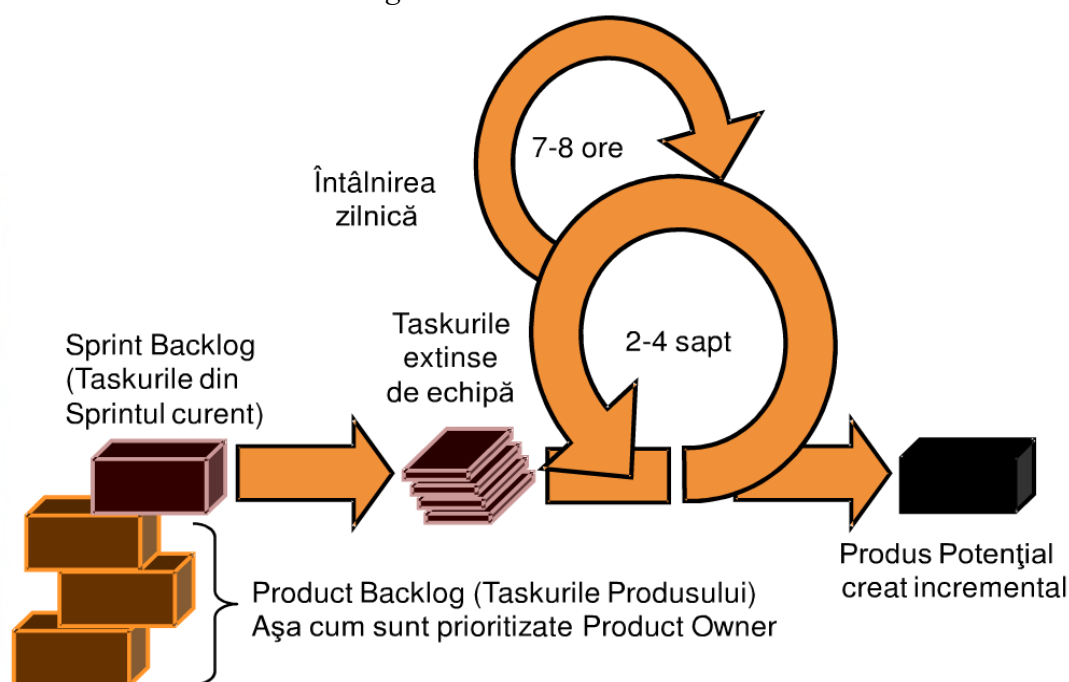 7-8 ore
Întâlnirea
zilnică
Taskurile
extinse
de echipă
2-4 sapt
Sprint Backlog
(Taskurile din
Sprintul curent)
Produs Potenţial
creat incremental
Product Backlog (Taskurile Produsului)
Aşa cum sunt prioritizate Product Owner